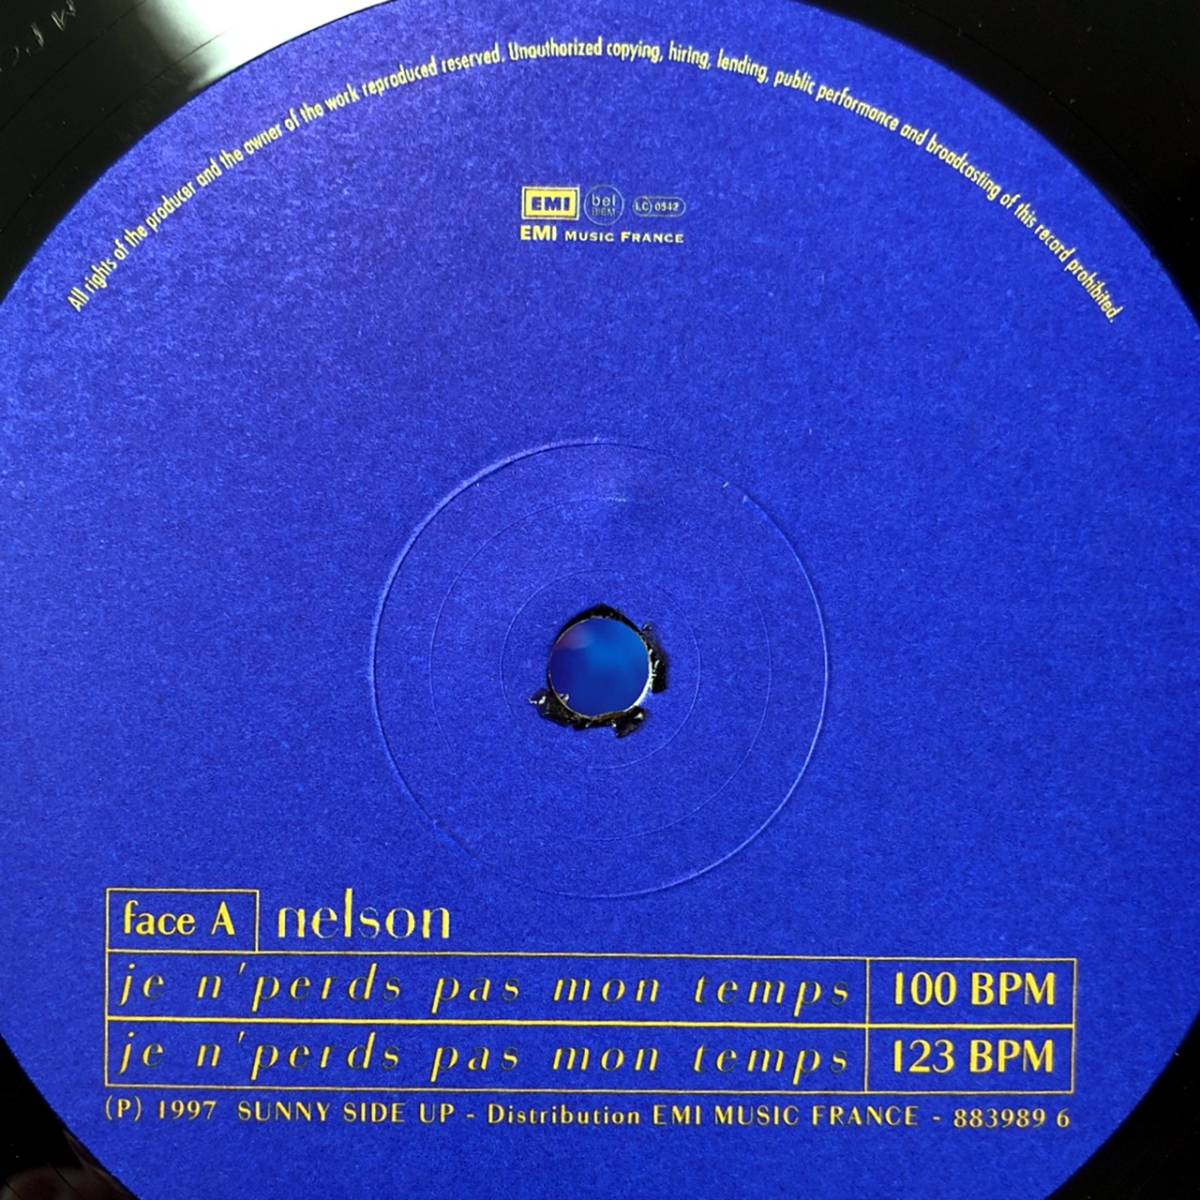 All rights of the producer and the owner of the work reproduced reserved. Unauthorized copying, hiring, lending, public performance and broadcasting of this record prohibited.
EMI bel BIEM LC 0542
EMI MUSIC FRANCE
face A nelson
je n'perds pas mon temps 100 BPM
je n'perds pas mon temps 123 BPM
(P) 1997 SUNNY SIDE UP - Distribution EMI MUSIC FRANCE - 883989 6